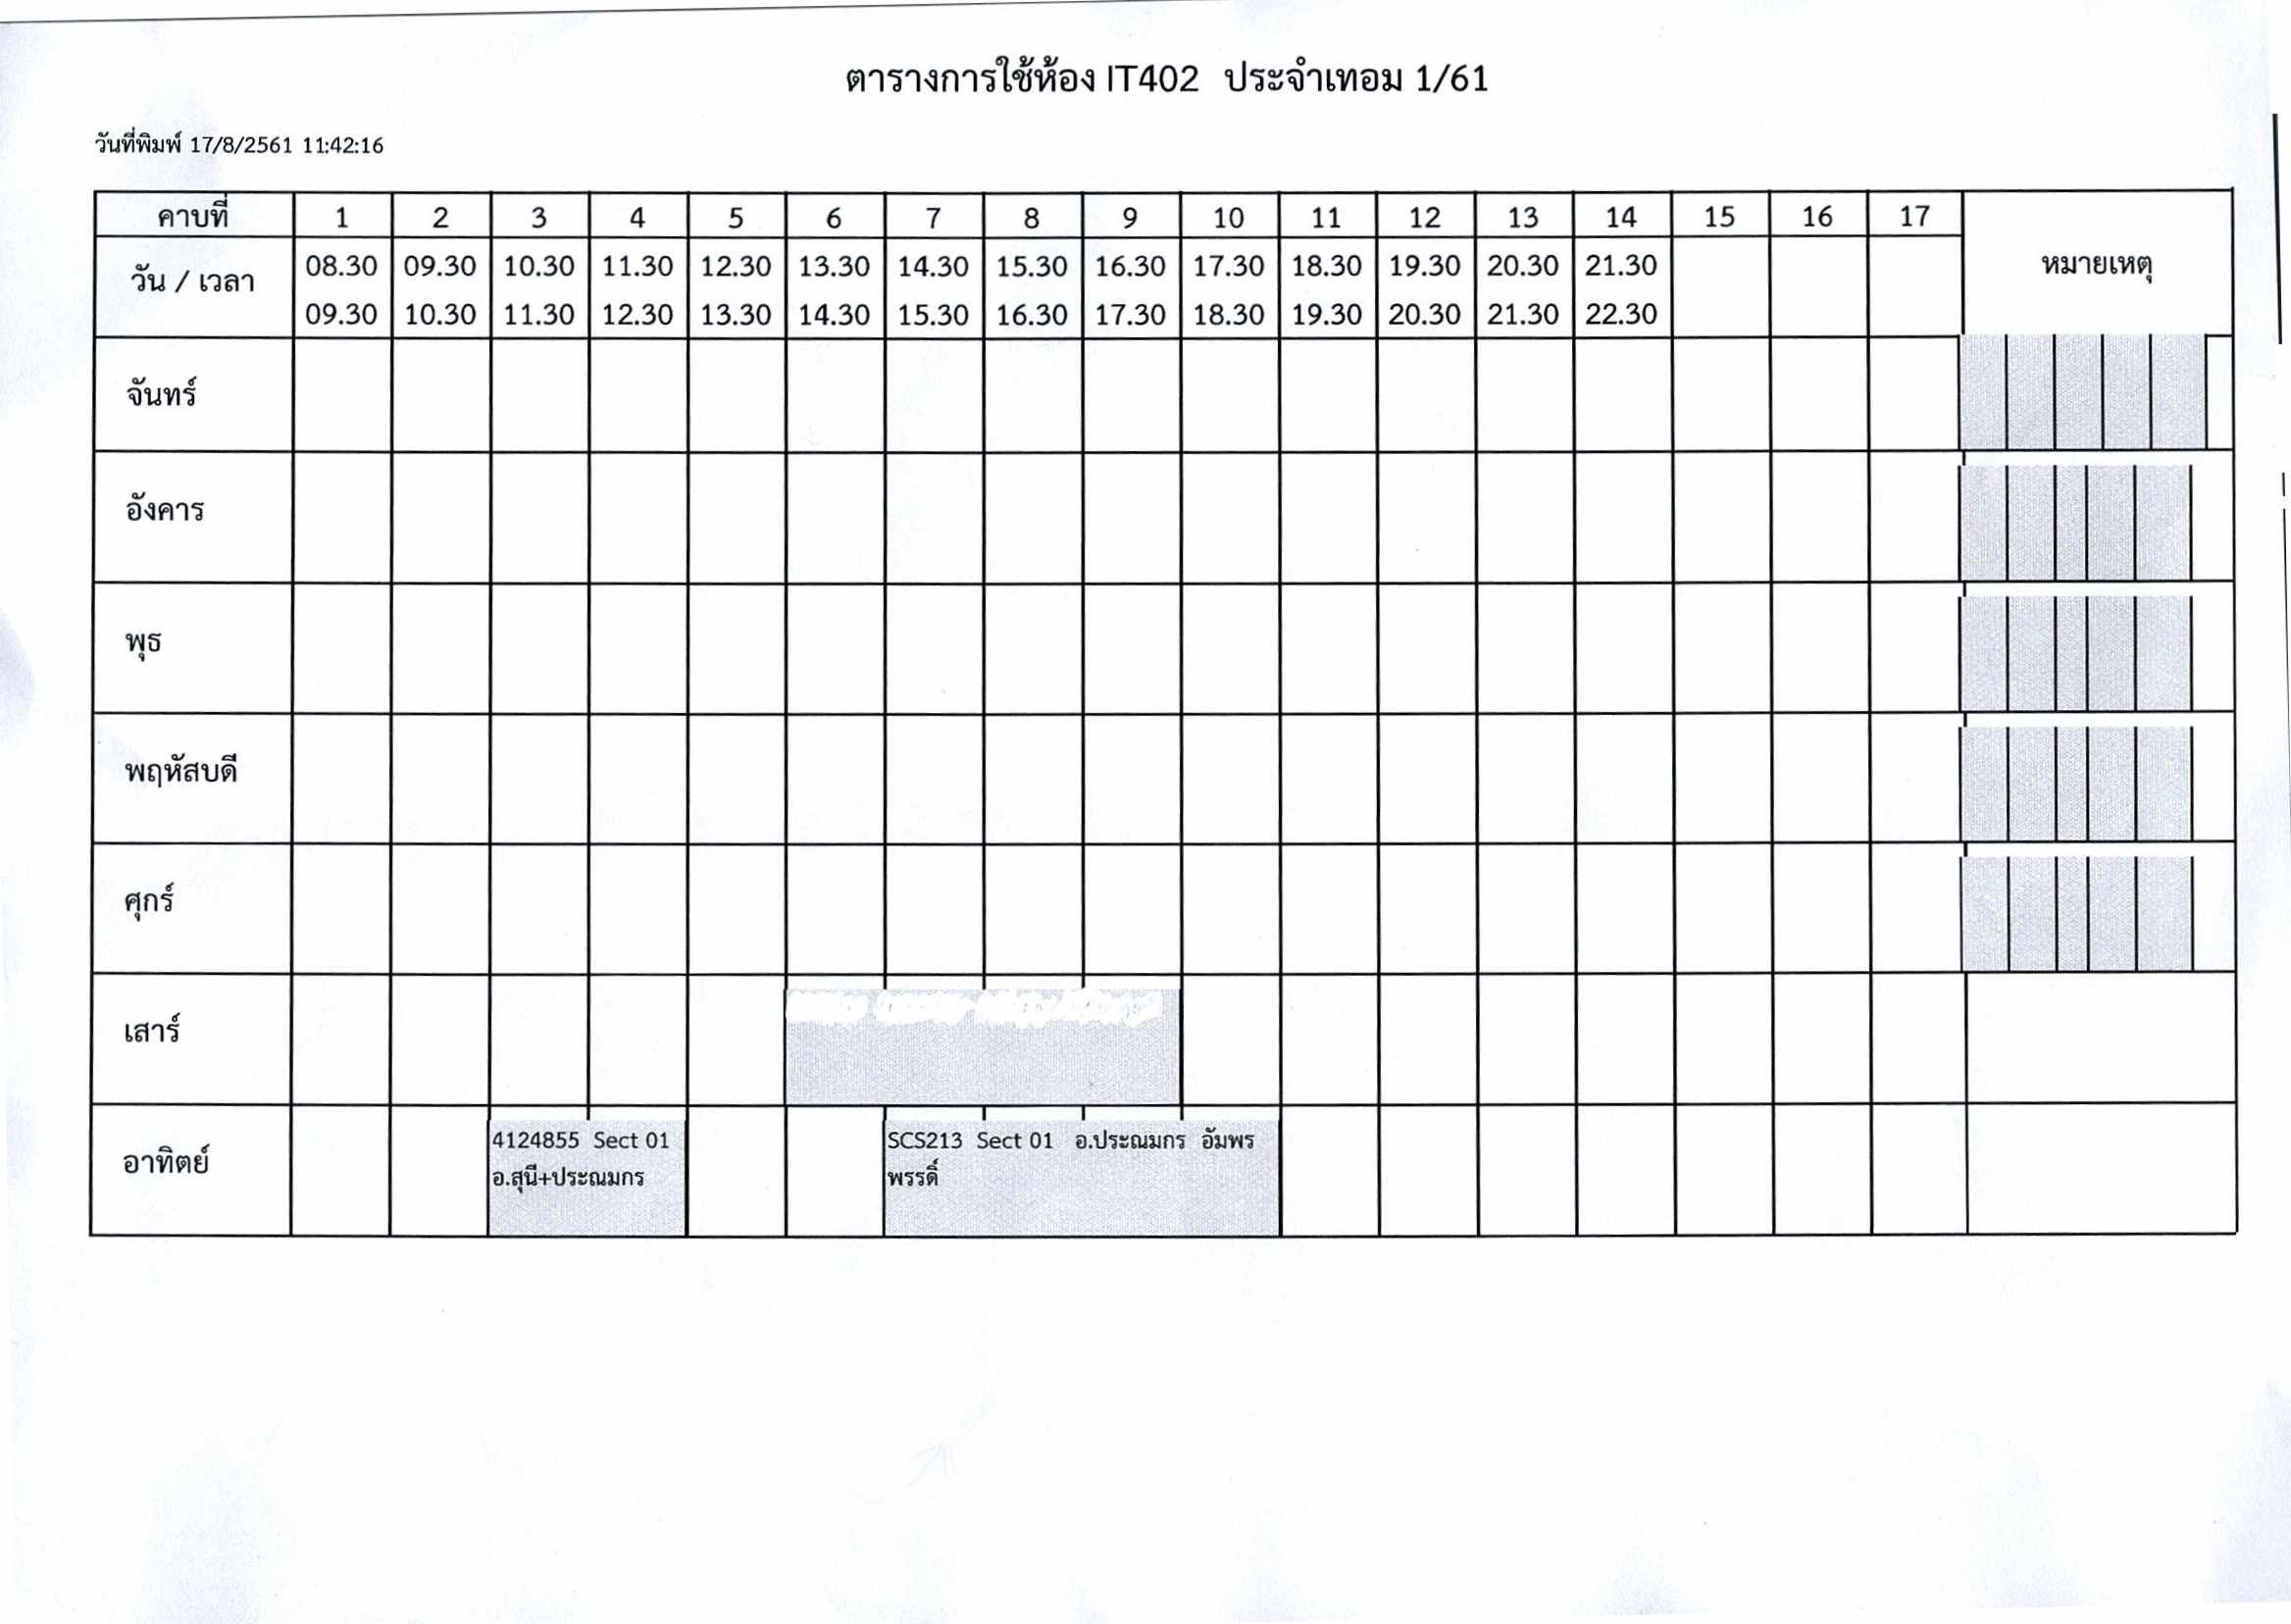 ตารางการใช้ห้อง IT402 ประจำเทอม 1/61
วันที่พิมพ์ 17/8/2561 11:42:16
คาบที่ 1 2 3 4 5 6 7 8 9 10 11 12 13 14 15 16 17 หมายเหตุ
วัน / เวลา
08.30 09.30 10.30 11.30 12.30 13.30 14.30 15.30 16.30 17.30 18.30 19.30 20.30 21.30
09.30 10.30 11.30 12.30 13.30 14.30 15.30 16.30 17.30 18.30 19.30 20.30 21.30 22.30
จันทร์
อังคาร
พุธ
พฤหัสบดี
ศุกร์
เสาร์
อาทิตย์
4124855 Sect 01
อ.สุนี+ประณมกร
SCS213 Sect 01 อ.ประณมกร อัมพร
พรรดิ์